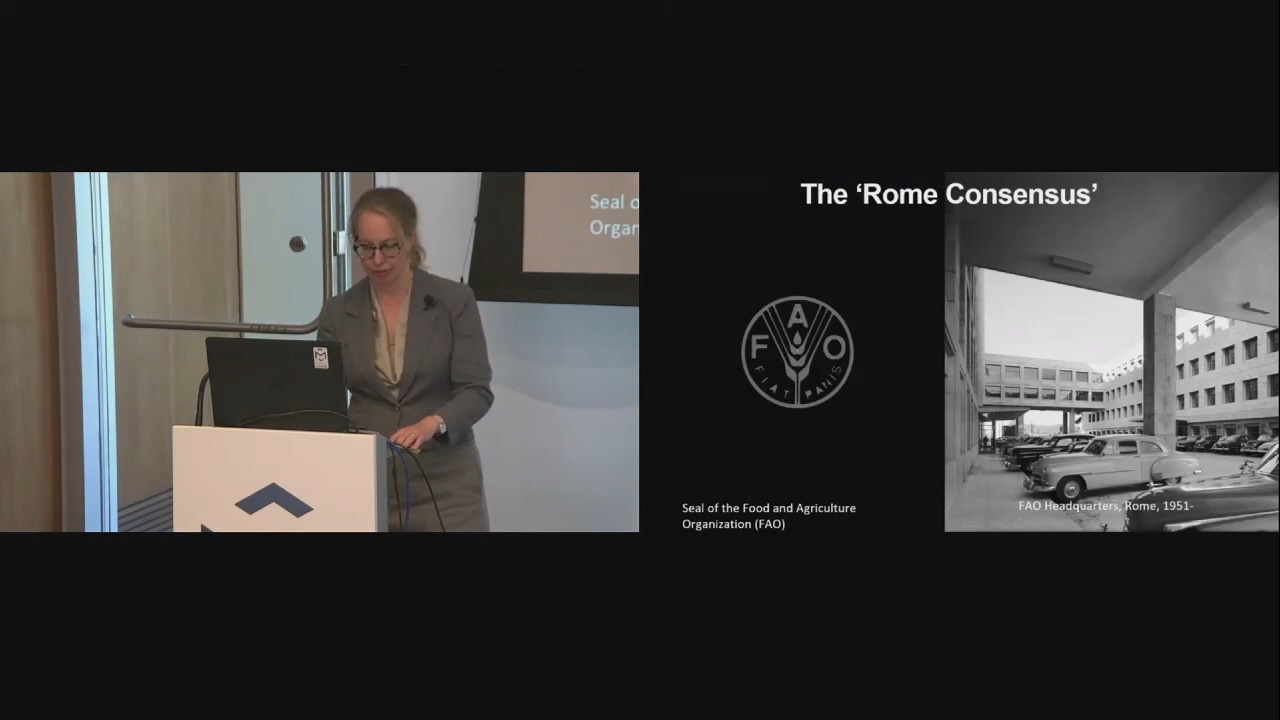 Seal o
Organ
The ‘Rome Consensus’
F A O
FIAT PANIS
Seal of the Food and Agriculture
Organization (FAO)
FAO Headquarters, Rome, 1951-